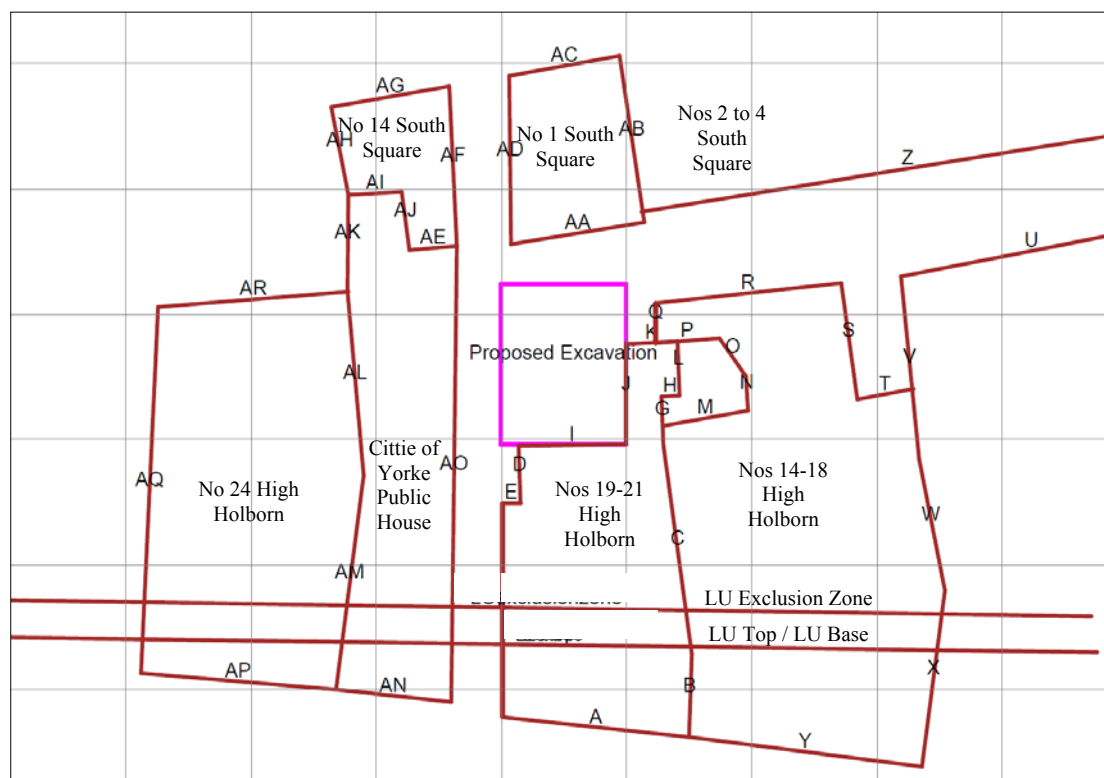 AC
AG
Nos 2 to 4
South
Square
No 14 South
Square
No 1 South
Square
AH
AF
AD
AB
Z
AI
AJ
AK
AE
AA
U
AR
R
Q
K
P
S
O
Proposed Excavation
L
V
AL
J
H
N
T
G
M
I
Cittie of
Yorke
Public
House
AO
D
AQ
No 24 High
Holborn
E
Nos 19-21
High
Holborn
Nos 14-18
High
Holborn
W
C
AM
LU Exclusion Zone
LU Top / LU Base
AP
AN
B
X
A
Y